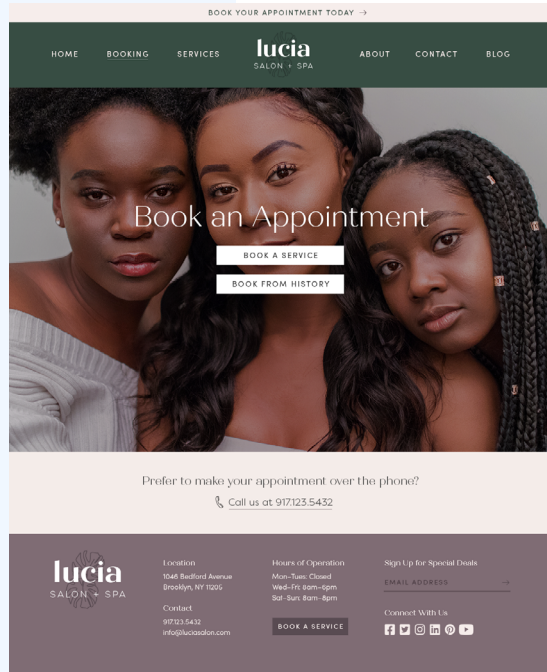 BOOK YOUR APPOINTMENT TODAY →
HOME BOOKING SERVICES
lucia
SALON + SPA
ABOUT CONTACT BLOG
Book an Appointment
BOOK A SERVICE
BOOK FROM HISTORY
Prefer to make your appointment over the phone?
Call us at 917.123.5432
lucia
SALON + SPA
Location
1046 Bedford Avenue
Brooklyn, NY 11205
Contact
917.123.5432
info@luciasalon.com
Hours of Operation
Mon-Tues: Closed
Wed-Fri: 8am-6pm
Sat-Sun: 8am-8pm
BOOK A SERVICE
Sign Up for Special Deals
EMAIL ADDRESS →
Connect With Us